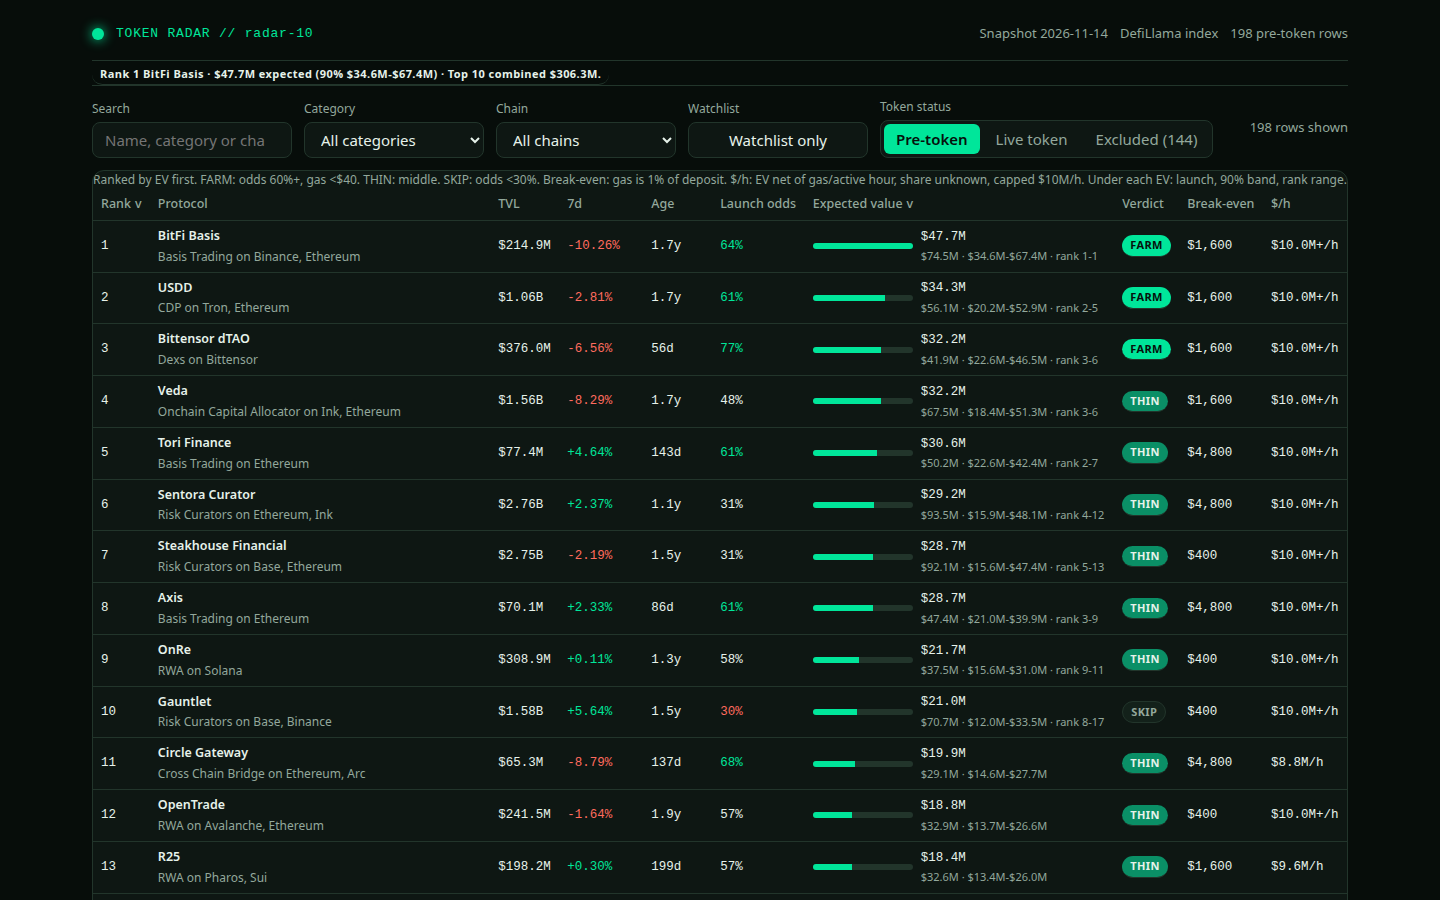 TOKEN RADAR // radar-10
Snapshot 2026-11-14 DefiLlama index 198 pre-token rows
Rank 1 BitFi Basis · $47.7M expected (90% $34.6M-$67.4M) · Top 10 combined $306.3M.
Search Category Chain Watchlist Token status
Name, category or cha All categories All chains Watchlist only Pre-token Live token Excluded (144) 198 rows shown
Ranked by EV first. FARM: odds 60%+, gas <$40. THIN: middle. SKIP: odds <30%. Break-even: gas is 1% of deposit. $/h: EV net of gas/active hour, share unknown, capped $10M/h. Under each EV: launch, 90% band, rank range.
Rank v Protocol TVL 7d Age Launch odds Expected value v Verdict Break-even $/h
1 BitFi Basis $214.9M -10.26% 1.7y 64% $47.7M FARM $1,600 $10.0M+/h
Basis Trading on Binance, Ethereum $74.5M · $34.6M-$67.4M · rank 1-1
2 USDD $1.06B -2.81% 1.7y 61% $34.3M FARM $1,600 $10.0M+/h
CDP on Tron, Ethereum $56.1M · $20.2M-$52.9M · rank 2-5
3 Bittensor dTAO $376.0M -6.56% 56d 77% $32.2M FARM $1,600 $10.0M+/h
Dexs on Bittensor $41.9M · $22.6M-$46.5M · rank 3-6
4 Veda $1.56B -8.29% 1.7y 48% $32.2M THIN $1,600 $10.0M+/h
Onchain Capital Allocator on Ink, Ethereum $67.5M · $18.4M-$51.3M · rank 3-6
5 Tori Finance $77.4M +4.64% 143d 61% $30.6M THIN $4,800 $10.0M+/h
Basis Trading on Ethereum $50.2M · $22.6M-$42.4M · rank 2-7
6 Sentora Curator $2.76B +2.37% 1.1y 31% $29.2M THIN $4,800 $10.0M+/h
Risk Curators on Ethereum, Ink $93.5M · $15.9M-$48.1M · rank 4-12
7 Steakhouse Financial $2.75B -2.19% 1.5y 31% $28.7M THIN $400 $10.0M+/h
Risk Curators on Base, Ethereum $92.1M · $15.6M-$47.4M · rank 5-13
8 Axis $70.1M +2.33% 86d 61% $28.7M THIN $4,800 $10.0M+/h
Basis Trading on Ethereum $47.4M · $21.0M-$39.9M · rank 3-9
9 OnRe $308.9M +0.11% 1.3y 58% $21.7M THIN $400 $10.0M+/h
RWA on Solana $37.5M · $15.6M-$31.0M · rank 9-11
10 Gauntlet $1.58B +5.64% 1.5y 30% $21.0M SKIP $400 $10.0M+/h
Risk Curators on Base, Binance $70.7M · $12.0M-$33.5M · rank 8-17
11 Circle Gateway $65.3M -8.79% 137d 68% $19.9M THIN $4,800 $8.8M/h
Cross Chain Bridge on Ethereum, Arc $29.1M · $14.6M-$27.7M
12 OpenTrade $241.5M -1.64% 1.9y 57% $18.8M THIN $400 $10.0M+/h
RWA on Avalanche, Ethereum $32.9M · $13.7M-$26.6M
13 R25 $198.2M +0.30% 199d 57% $18.4M THIN $1,600 $9.6M/h
RWA on Pharos, Sui $32.6M · $13.4M-$26.0M